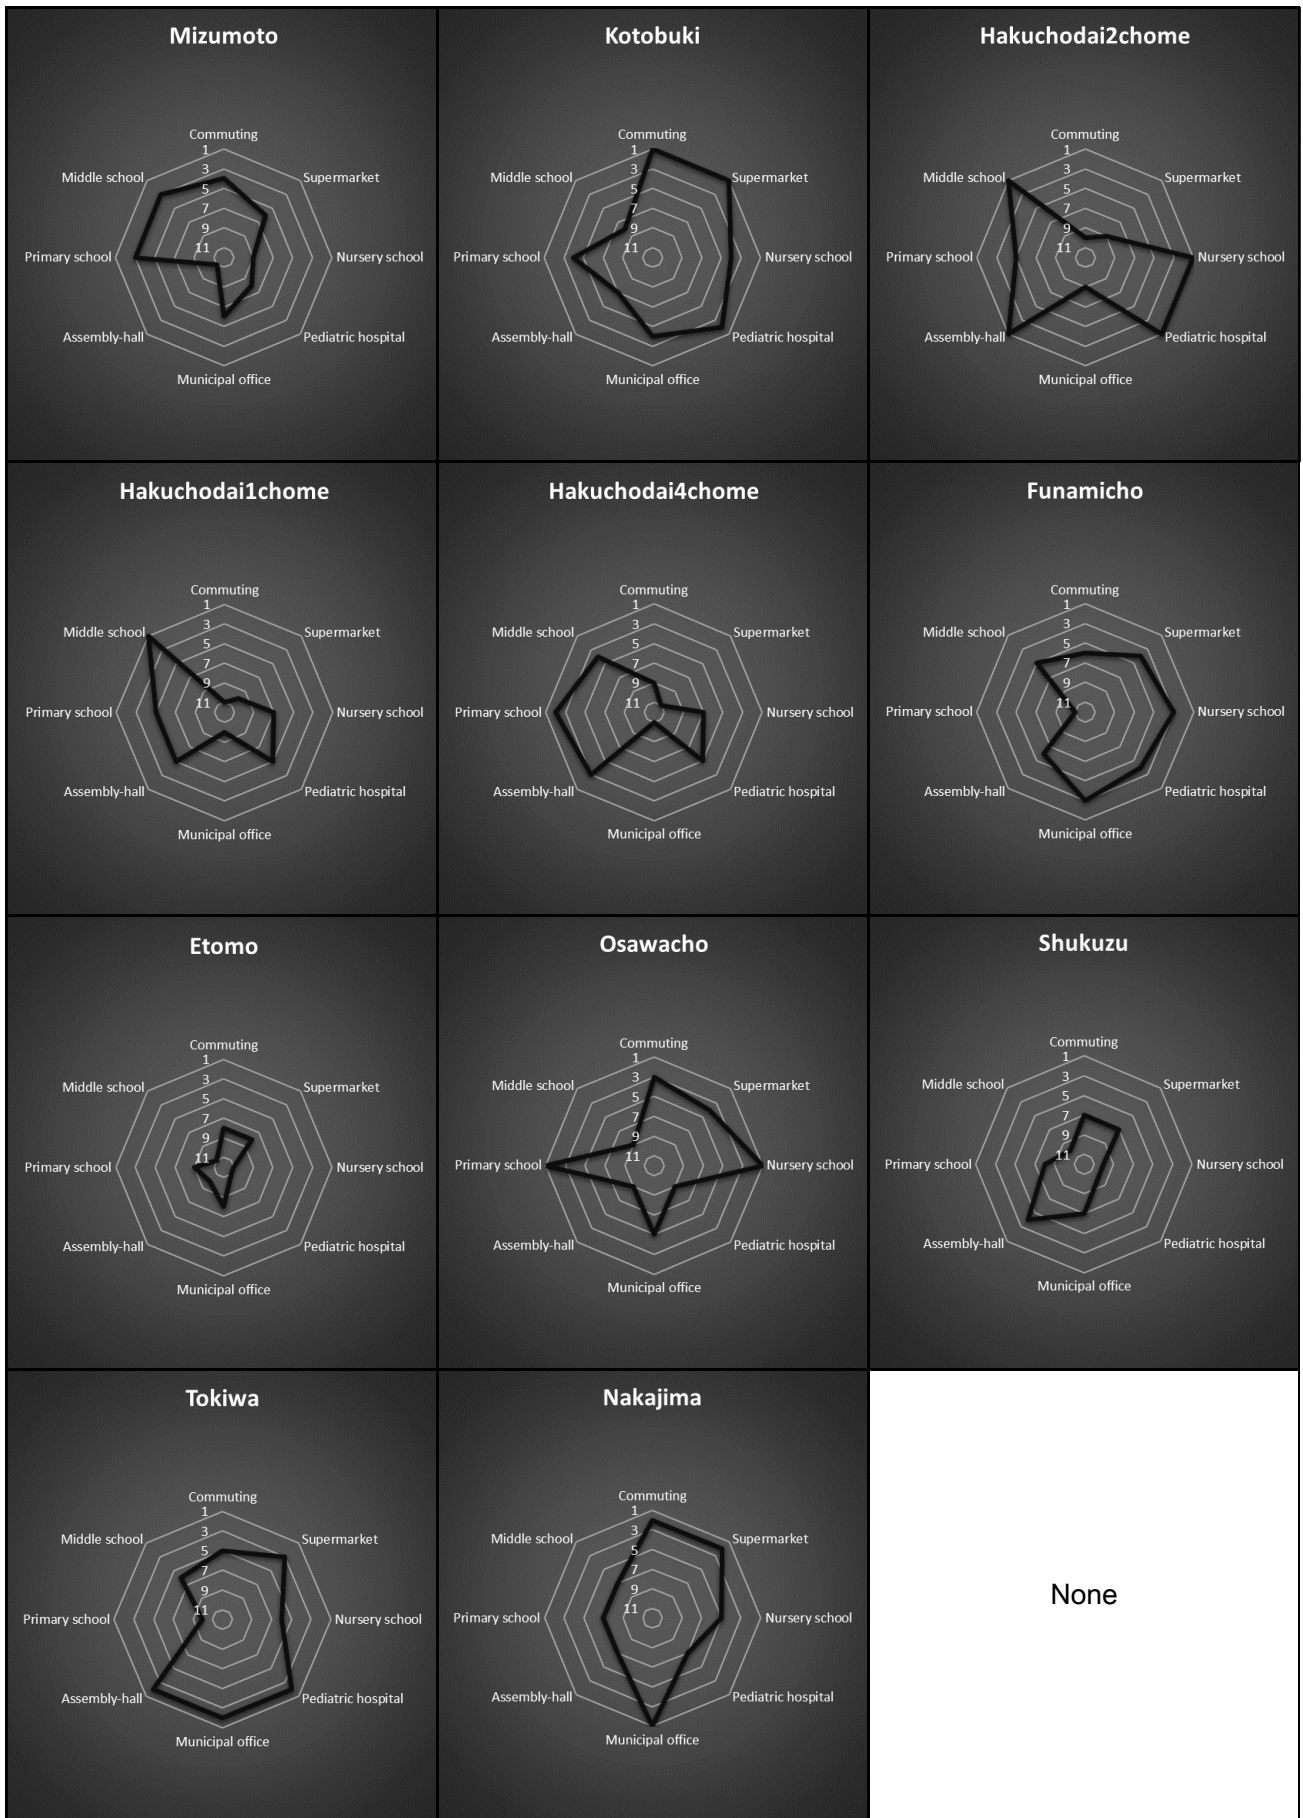 Mizumoto
Commuting
1
3
5
7
9
11
Supermarket
Nursery school
Pediatric hospital
Municipal office
Assembly-hall
Primary school
Middle school
Kotobuki
Commuting
1
3
5
7
9
11
Supermarket
Nursery school
Pediatric hospital
Municipal office
Assembly-hall
Primary school
Middle school
Hakuchodai2chome
Commuting
1
3
5
7
9
11
Supermarket
Nursery school
Pediatric hospital
Municipal office
Assembly-hall
Primary school
Middle school
Hakuchodai1chome
Commuting
1
3
5
7
9
11
Supermarket
Nursery school
Pediatric hospital
Municipal office
Assembly-hall
Primary school
Middle school
Hakuchodai4chome
Commuting
1
3
5
7
9
11
Supermarket
Nursery school
Pediatric hospital
Municipal office
Assembly-hall
Primary school
Middle school
Funamicho
Commuting
1
3
5
7
9
11
Supermarket
Nursery school
Pediatric hospital
Municipal office
Assembly-hall
Primary school
Middle school
Etomo
Commuting
1
3
5
7
9
11
Supermarket
Nursery school
Pediatric hospital
Municipal office
Assembly-hall
Primary school
Middle school
Osawacho
Commuting
1
3
5
7
9
11
Supermarket
Nursery school
Pediatric hospital
Municipal office
Assembly-hall
Primary school
Middle school
Shukuzu
Commuting
1
3
5
7
9
11
Supermarket
Nursery school
Pediatric hospital
Municipal office
Assembly-hall
Primary school
Middle school
Tokiwa
Commuting
1
3
5
7
9
11
Supermarket
Nursery school
Pediatric hospital
Municipal office
Assembly-hall
Primary school
Middle school
Nakajima
Commuting
1
3
5
7
9
11
Supermarket
Nursery school
Pediatric hospital
Municipal office
Assembly-hall
Primary school
Middle school
None